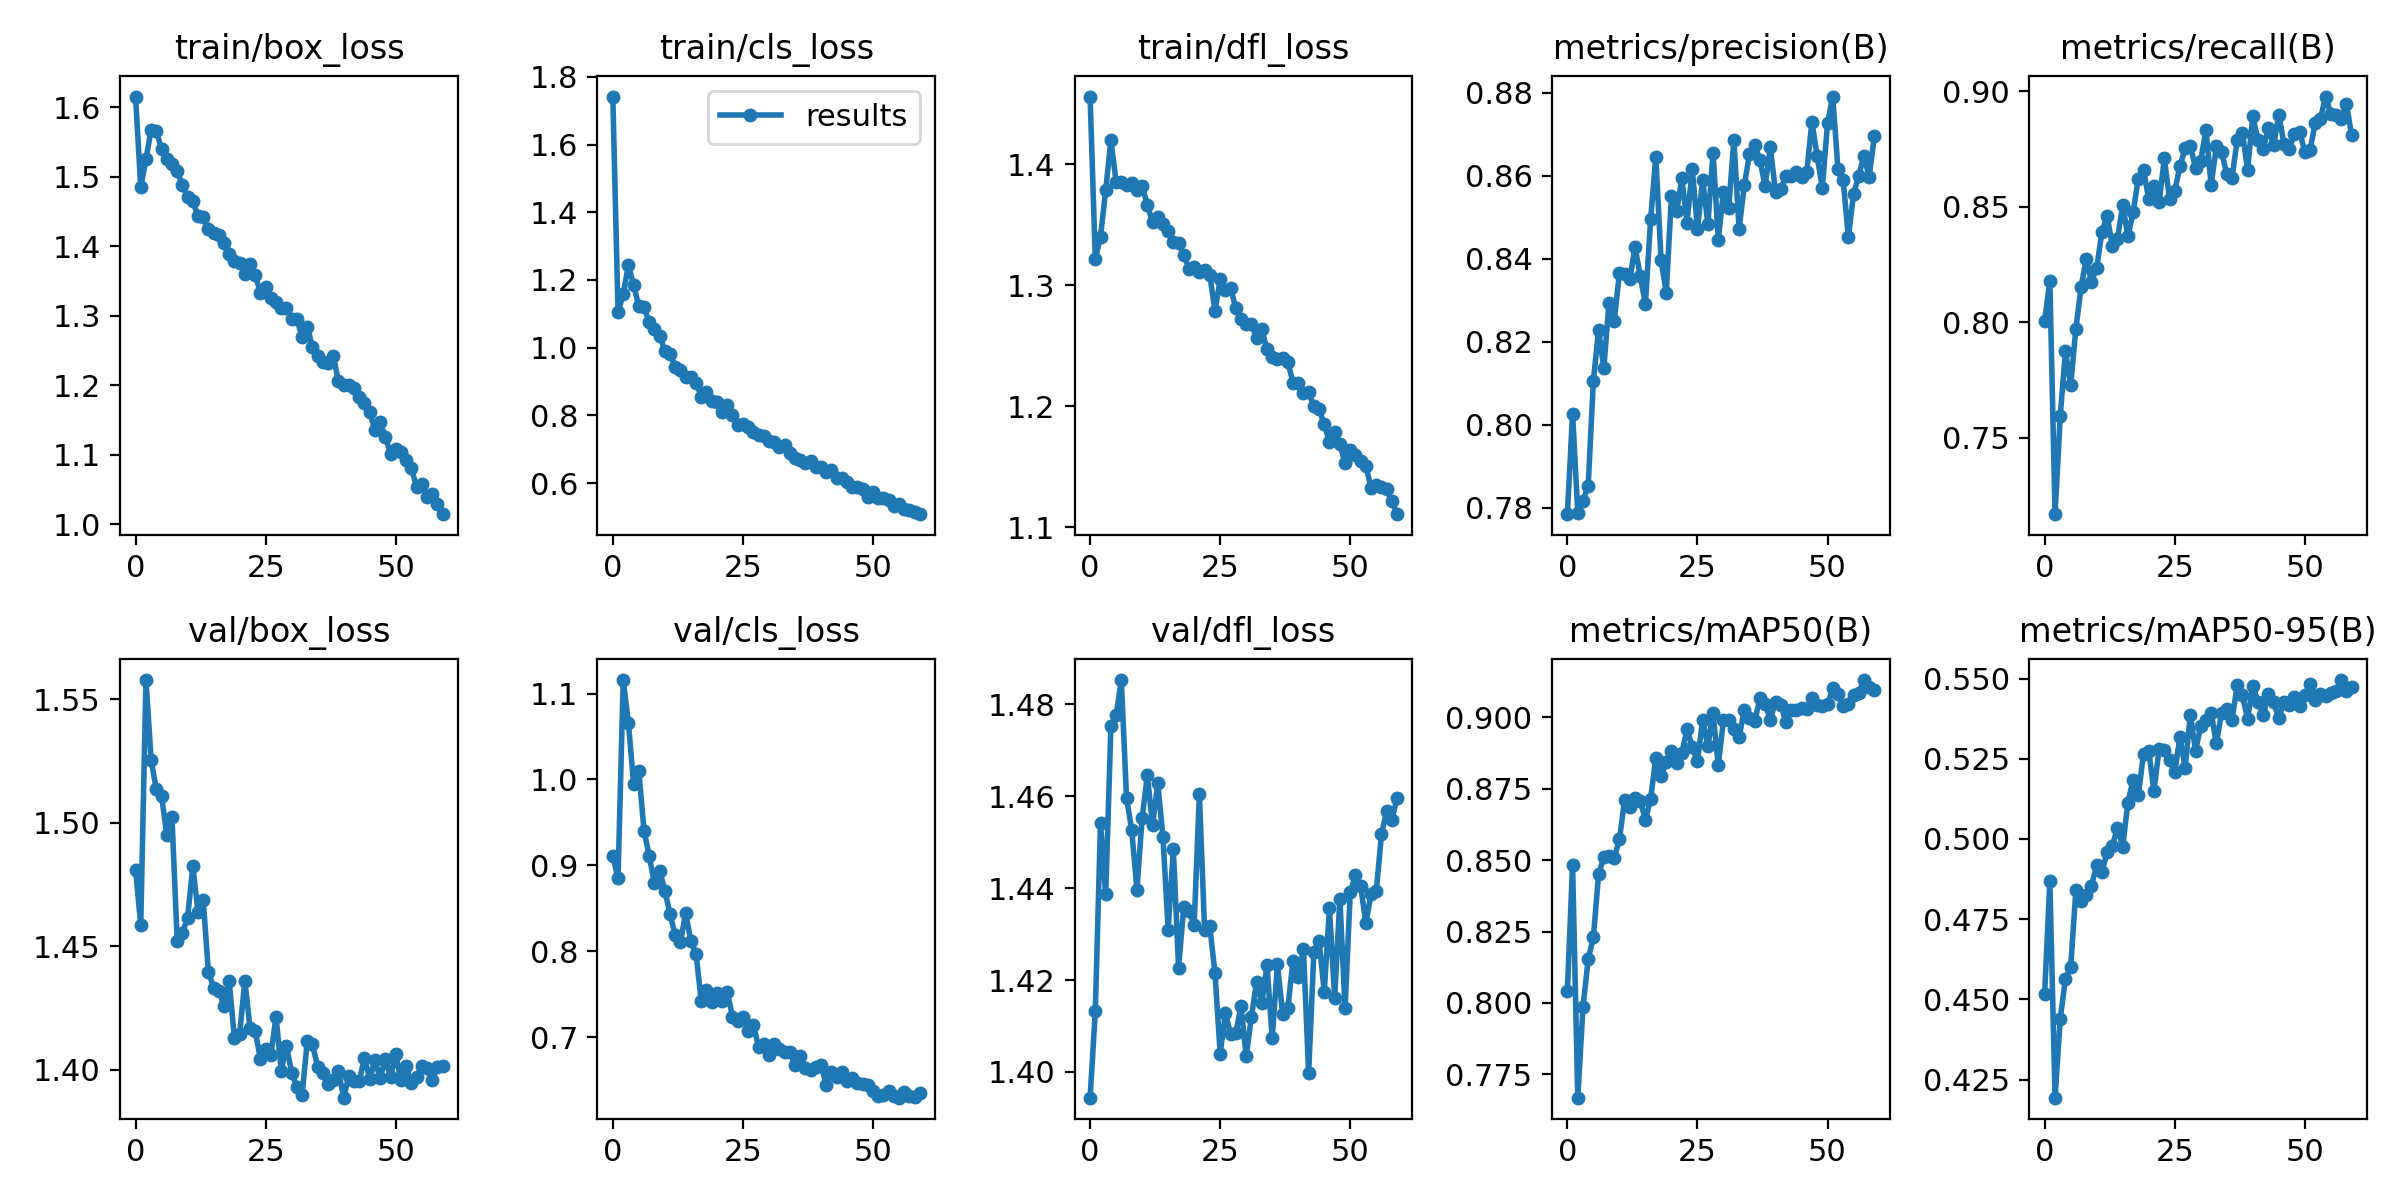 train/box_loss
1.6
1.5
1.4
1.3
1.2
1.1
1.0
0 25 50
train/cls_loss
results
1.8
1.6
1.4
1.2
1.0
0.8
0.6
0 25 50
train/dfl_loss
1.4
1.3
1.2
1.1
0 25 50
metrics/precision(B)
0.88
0.86
0.84
0.82
0.80
0.78
0 25 50
metrics/recall(B)
0.90
0.85
0.80
0.75
0 25 50
val/box_loss
1.55
1.50
1.45
1.40
0 25 50
val/cls_loss
1.1
1.0
0.9
0.8
0.7
0 25 50
val/dfl_loss
1.48
1.46
1.44
1.42
1.40
0 25 50
metrics/mAP50(B)
0.900
0.875
0.850
0.825
0.800
0.775
0 25 50
metrics/mAP50-95(B)
0.550
0.525
0.500
0.475
0.450
0.425
0 25 50